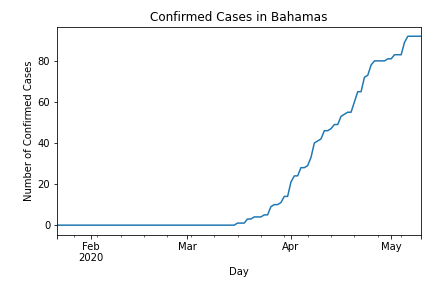 Confirmed Cases in Bahamas
Number of Confirmed Cases
80
60
40
20
0
Feb
2020
Mar
Apr
May
Day